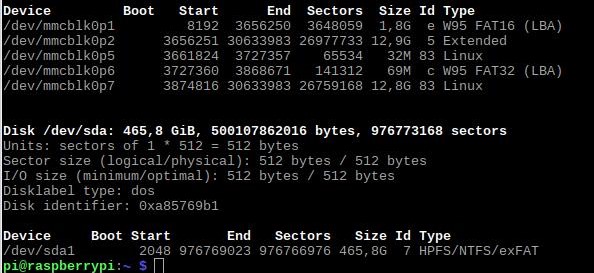 Device Boot Start End Sectors Size Id Type
/dev/mmcblk0p1 8192 3656250 3648059 1,8G e W95 FAT16 (LBA)
/dev/mmcblk0p2 3656251 30633983 26977733 12,9G 5 Extended
/dev/mmcblk0p5 3661824 3727357 65534 32M 83 Linux
/dev/mmcblk0p6 3727360 3868671 141312 69M c W95 FAT32 (LBA)
/dev/mmcblk0p7 3874816 30633983 26759168 12,8G 83 Linux
Disk /dev/sda: 465,8 GiB, 500107862016 bytes, 976773168 sectors
Units: sectors of 1 * 512 = 512 bytes
Sector size (logical/physical): 512 bytes / 512 bytes
I/O size (minimum/optimal): 512 bytes / 512 bytes
Disklabel type: dos
Disk identifier: 0xa85769b1
Device Boot Start End Sectors Size Id Type
/dev/sda1 2048 976769023 976766976 465,8G 7 HPFS/NTFS/exFAT
pi@raspberrypi:~ $